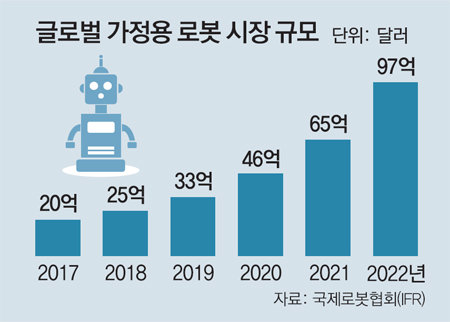 글로벌 가정용 로봇 시장 규모 단위: 달러
97억
65억
46억
33억
25억
20억
2017 2018 2019 2020 2021 2022년
자료: 국제로봇협회(IFR)